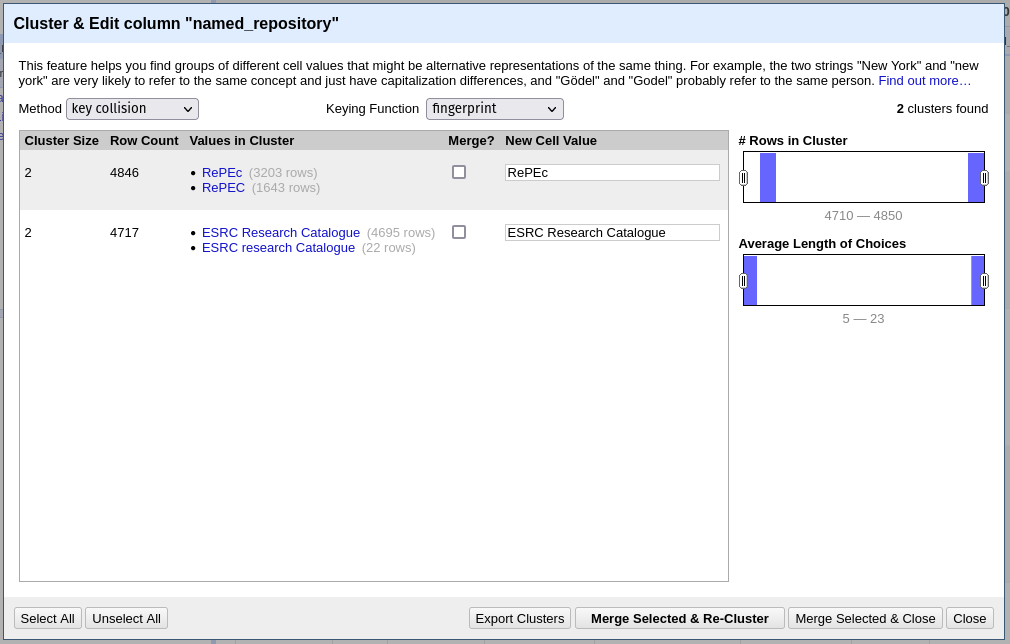 Cluster & Edit column "named_repository"
This feature helps you find groups of different cell values that might be alternative representations of the same thing. For example, the two strings "New York" and "new
york" are very likely to refer to the same concept and just have capitalization differences, and "Gödel" and "Godel" probably refer to the same person. Find out more…
Method key collision Keying Function fingerprint 2 clusters found
Cluster Size Row Count Values in Cluster Merge? New Cell Value
2 4846 • RePEc (3203 rows) RePEc
• RePEC (1643 rows)
2 4717 • ESRC Research Catalogue (4695 rows) ESRC Research Catalogue
• ESRC research Catalogue (22 rows)
# Rows in Cluster
4710 — 4850
Average Length of Choices
5 — 23
Select All Unselect All Export Clusters Merge Selected & Re-Cluster Merge Selected & Close Close